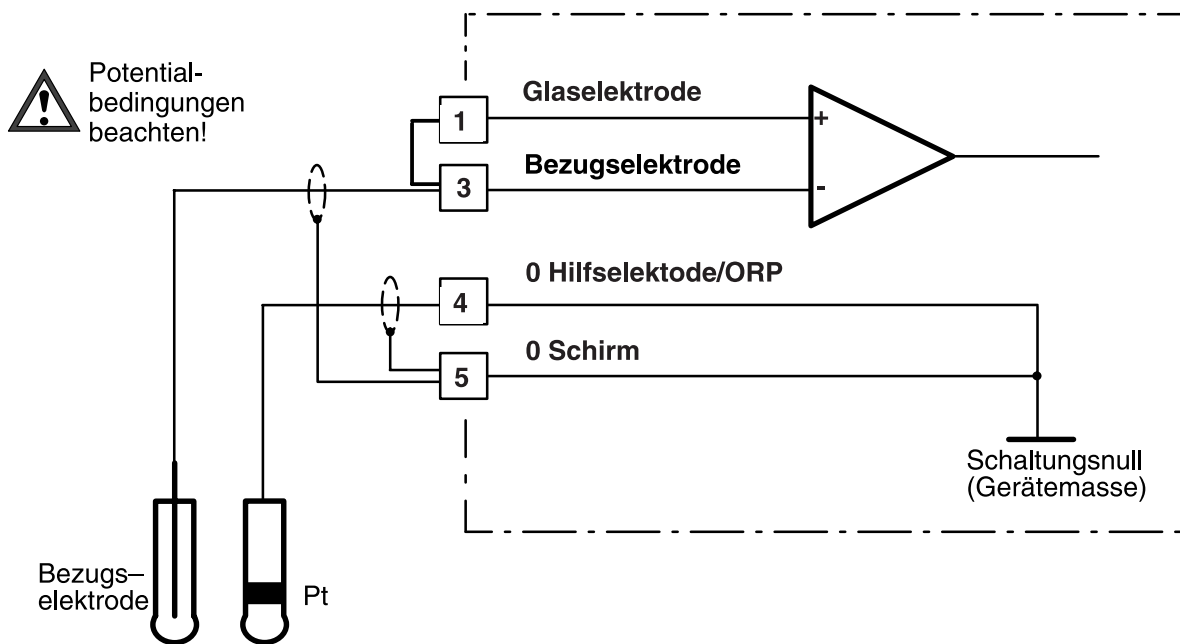 Potential-
bedingungen
beachten!
1
Glaselektrode
+
3
Bezugselektrode
-
4
0 Hilfselektode/ORP
5
0 Schirm
Schaltungsnull
(Gerätemasse)
Bezugs–
elektrode
Pt